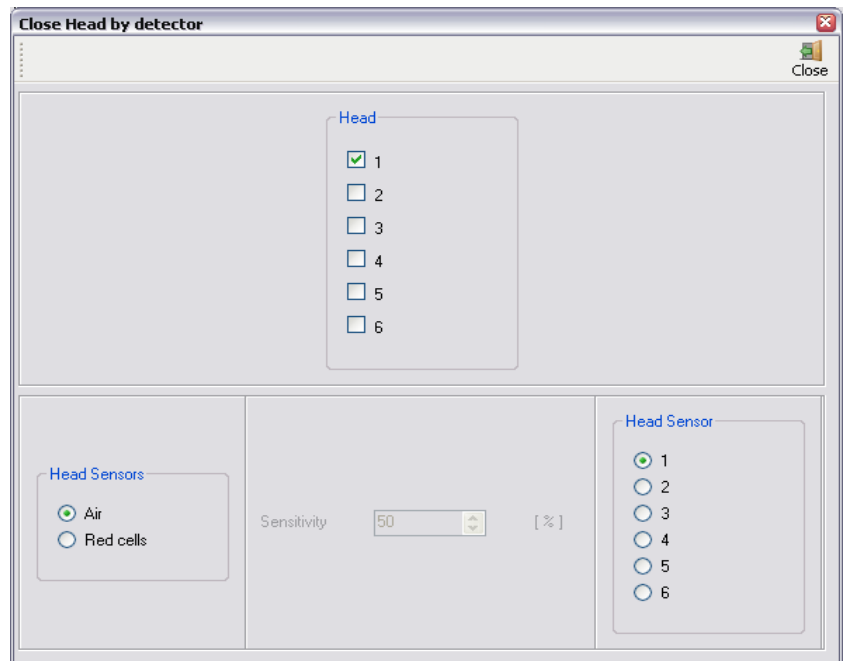 Close Head by detector
Close
Head
1
2
3
4
5
6
Head Sensors
Air
Red cells
Sensitivity 50 [ % ]
Head Sensor
1
2
3
4
5
6